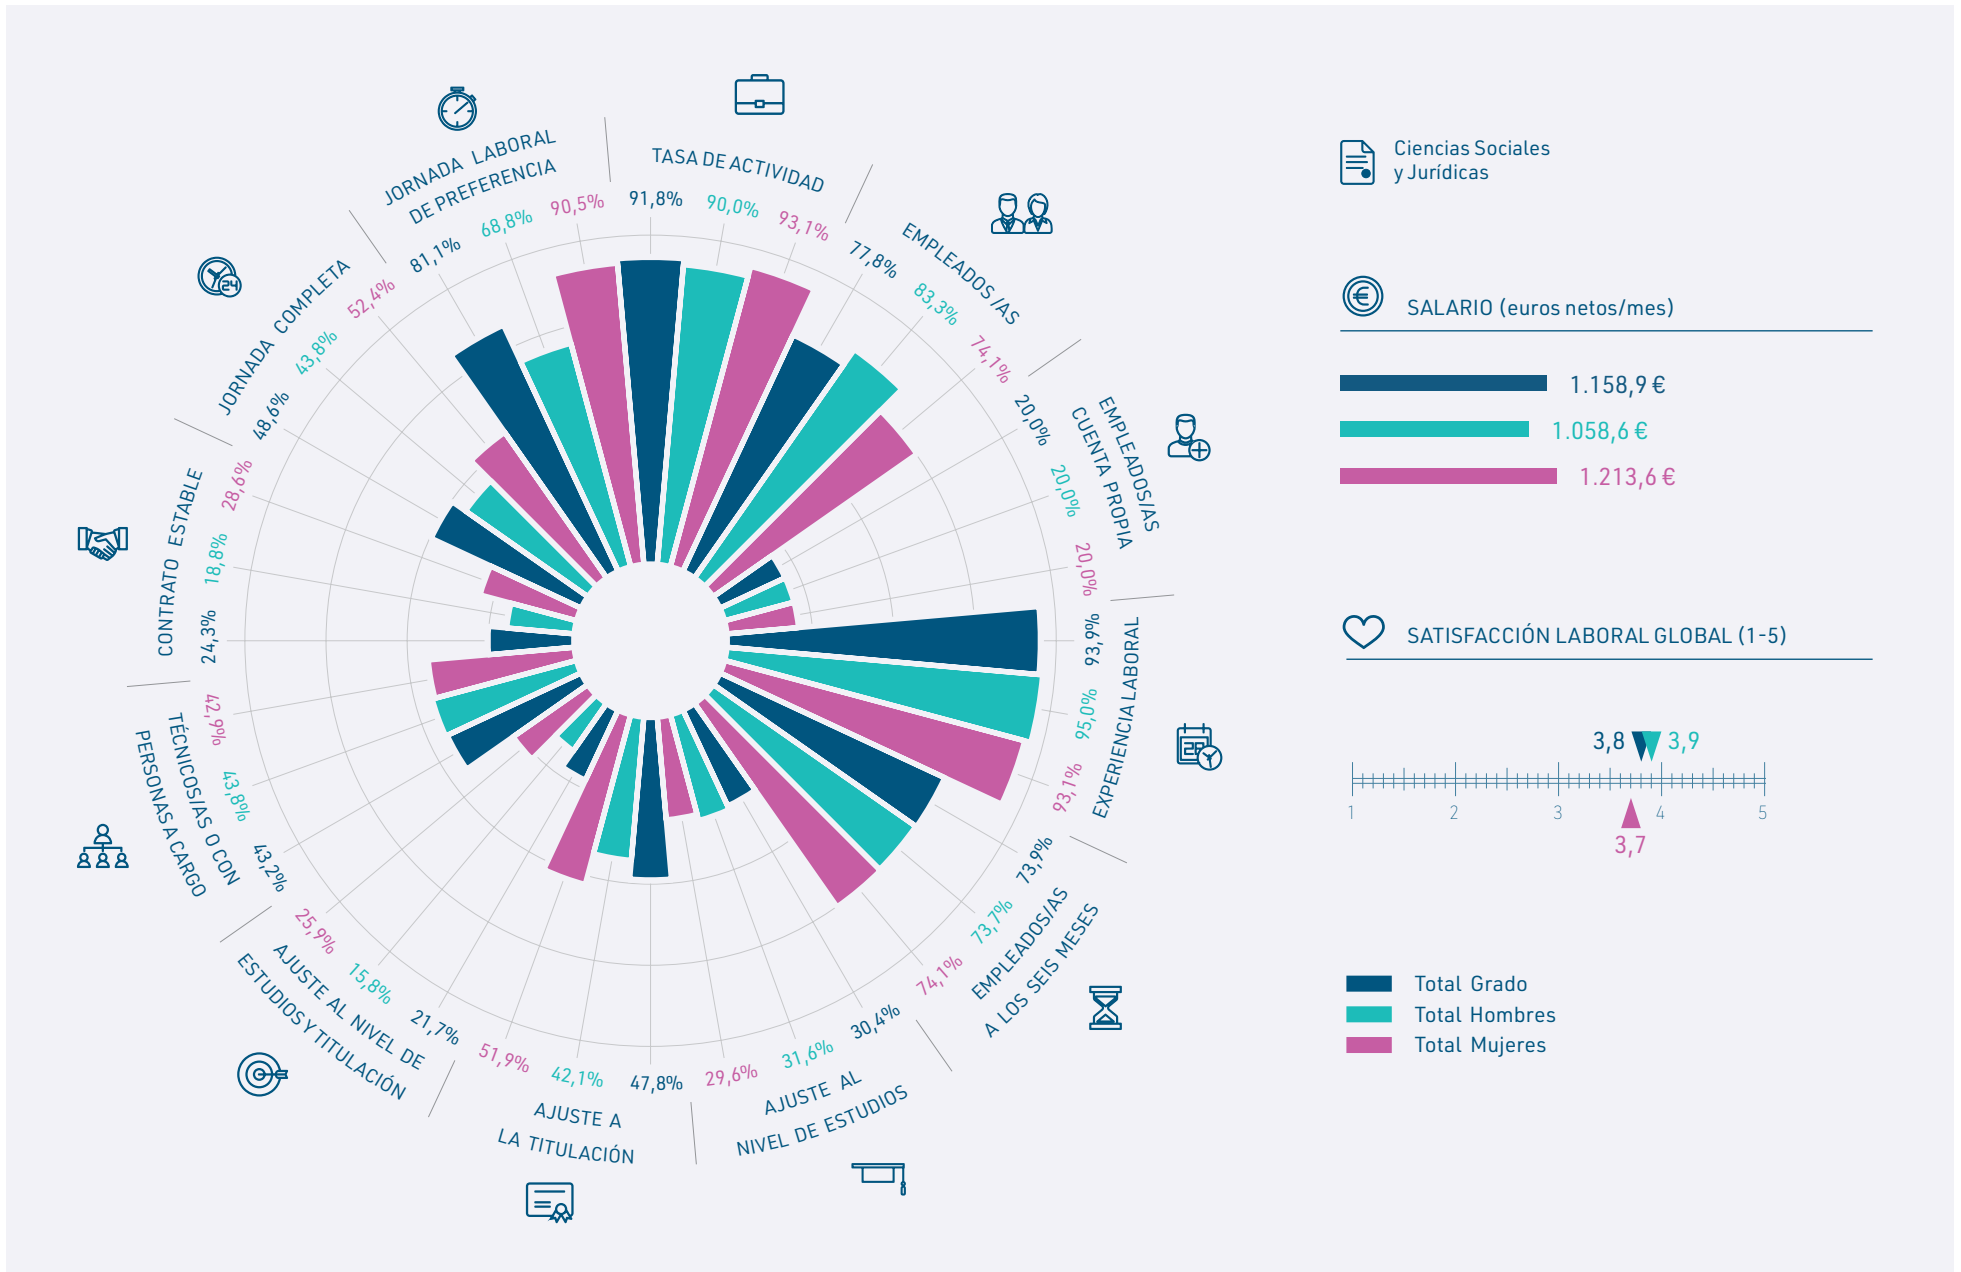 TASA DE ACTIVIDAD
91,8%
90,0%
93,1%
EMPLEADOS /AS
77,8%
83,3%
74,1%
EMPLEADOS/AS
CUENTA PROPIA
20,0%
20,0%
20,0%
EXPERIENCIA LABORAL
93,9%
95,0%
93,1%
EMPLEADOS/AS
A LOS SEIS MESES
73,9%
73,7%
74,1%
AJUSTE AL
NIVEL DE ESTUDIOS
30,4%
31,6%
29,6%
AJUSTE A
LA TITULACIÓN
47,8%
42,1%
51,9%
AJUSTE AL NIVEL DE
ESTUDIOS Y TITULACIÓN
21,7%
15,8%
25,9%
TÉCNICOS/AS O CON
PERSONAS A CARGO
43,2%
43,8%
42,9%
CONTRATO ESTABLE
24,3%
18,8%
28,6%
JORNADA COMPLETA
48,6%
43,8%
52,4%
JORNADA LABORAL
DE PREFERENCIA
81,1%
68,8%
90,5%
24
Ciencias Sociales
y Jurídicas
SALARIO (euros netos/mes)
1.158,9 €
1.058,6 €
1.213,6 €
SATISFACCIÓN LABORAL GLOBAL (1-5)
3,8
3,9
1 2 3 4 5
3,7
Total Grado
Total Hombres
Total Mujeres